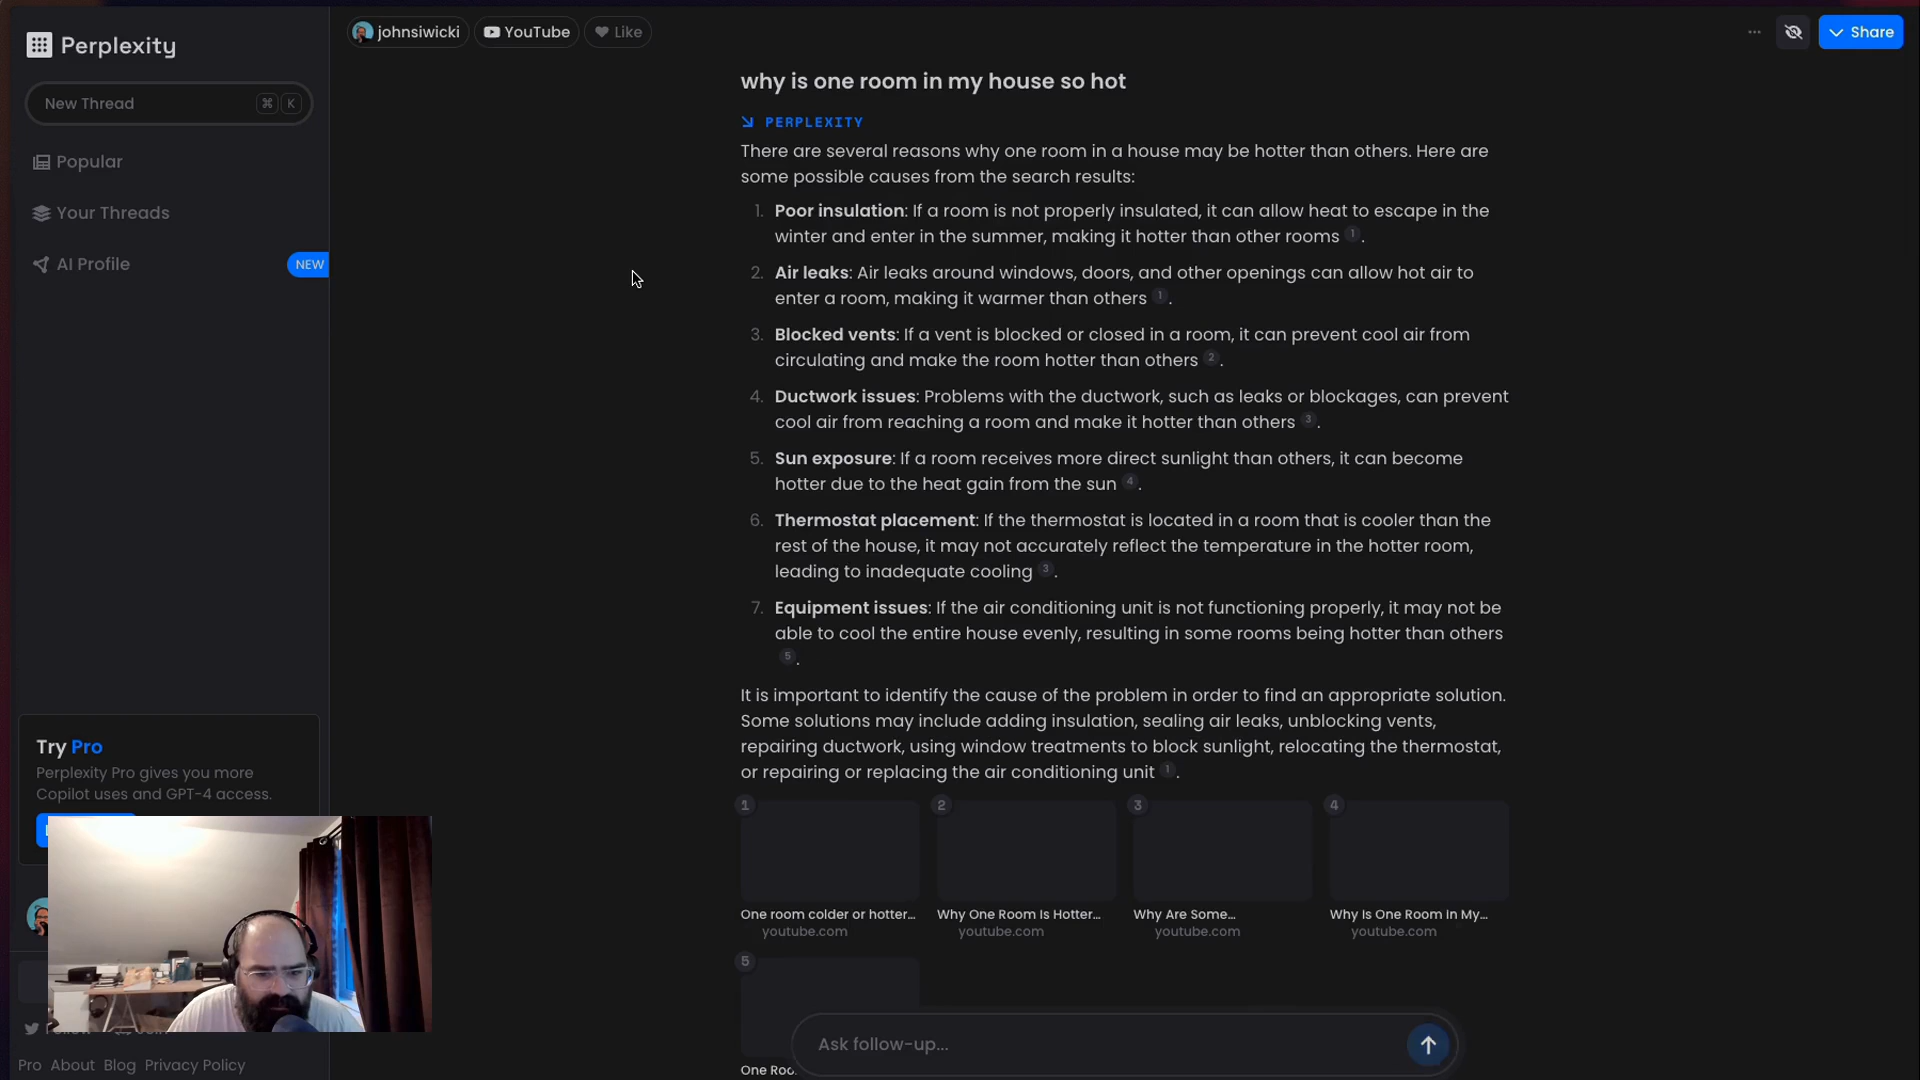 Perplexity
New Thread
⌘ K
Popular
Your Threads
AI Profile
NEW
Try Pro
Perplexity Pro gives you more
Copilot uses and GPT-4 access.
Pro About Blog Privacy Policy
johnsiwicki
YouTube
Like
Share
why is one room in my house so hot
PERPLEXITY
There are several reasons why one room in a house may be hotter than others. Here are
some possible causes from the search results:
1. Poor insulation: If a room is not properly insulated, it can allow heat to escape in the
winter and enter in the summer, making it hotter than other rooms 1.
2. Air leaks: Air leaks around windows, doors, and other openings can allow hot air to
enter a room, making it warmer than others 1.
3. Blocked vents: If a vent is blocked or closed in a room, it can prevent cool air from
circulating and make the room hotter than others 2.
4. Ductwork issues: Problems with the ductwork, such as leaks or blockages, can prevent
cool air from reaching a room and make it hotter than others 3.
5. Sun exposure: If a room receives more direct sunlight than others, it can become
hotter due to the heat gain from the sun 4.
6. Thermostat placement: If the thermostat is located in a room that is cooler than the
rest of the house, it may not accurately reflect the temperature in the hotter room,
leading to inadequate cooling 3.
7. Equipment issues: If the air conditioning unit is not functioning properly, it may not be
able to cool the entire house evenly, resulting in some rooms being hotter than others
5.
It is important to identify the cause of the problem in order to find an appropriate solution.
Some solutions may include adding insulation, sealing air leaks, unblocking vents,
repairing ductwork, using window treatments to block sunlight, relocating the thermostat,
or repairing or replacing the air conditioning unit 1.
1
One room colder or hotter...
youtube.com
2
Why One Room Is Hotter...
youtube.com
3
Why Are Some...
youtube.com
4
Why Is One Room In My...
youtube.com
5
One Roo
Ask follow-up...